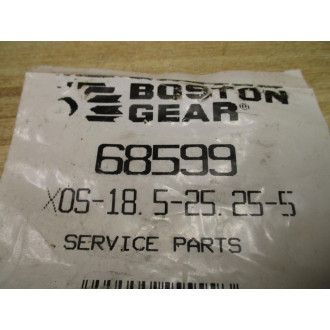 BOSTON
GEAR®
68599
XOS-18.5-25.25-5
SERVICE PARTS